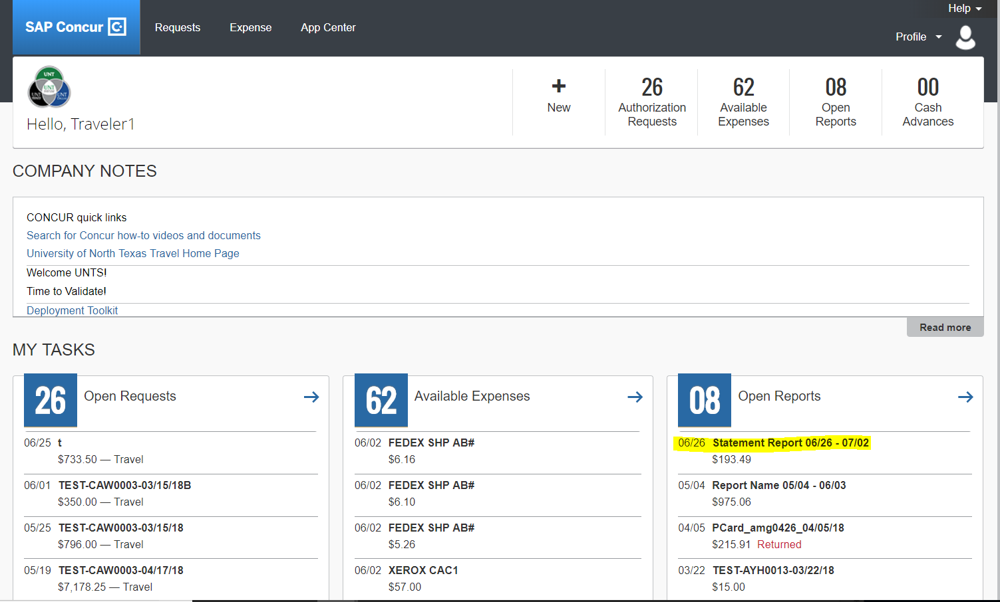 SAP Concur
Requests
Expense
App Center
Help
Profile
UNT
UNT
Hello, Traveler1
+
New
26
Authorization
Requests
62
Available
Expenses
08
Open
Reports
00
Cash
Advances
COMPANY NOTES
CONCUR quick links
Search for Concur how-to videos and documents
University of North Texas Travel Home Page
Welcome UNTS!
Time to Validate!
Deployment Toolkit
Read more
MY TASKS
26 Open Requests
06/25 t
$733.50 — Travel
06/01 TEST-CAW0003-03/15/18B
$350.00 — Travel
05/25 TEST-CAW0003-03/15/18
$796.00 — Travel
05/19 TEST-CAW0003-04/17/18
$7,178.25 — Travel
62 Available Expenses
06/02 FEDEX SHP AB#
$6.16
06/02 FEDEX SHP AB#
$6.10
06/02 FEDEX SHP AB#
$5.26
06/02 XEROX CAC1
$57.00
08 Open Reports
06/26 Statement Report 06/26 - 07/02
$193.49
05/04 Report Name 05/04 - 06/03
$975.06
04/05 PCard_amg0426_04/05/18
$215.91 Returned
03/22 TEST-AYH0013-03/22/18
$15.00